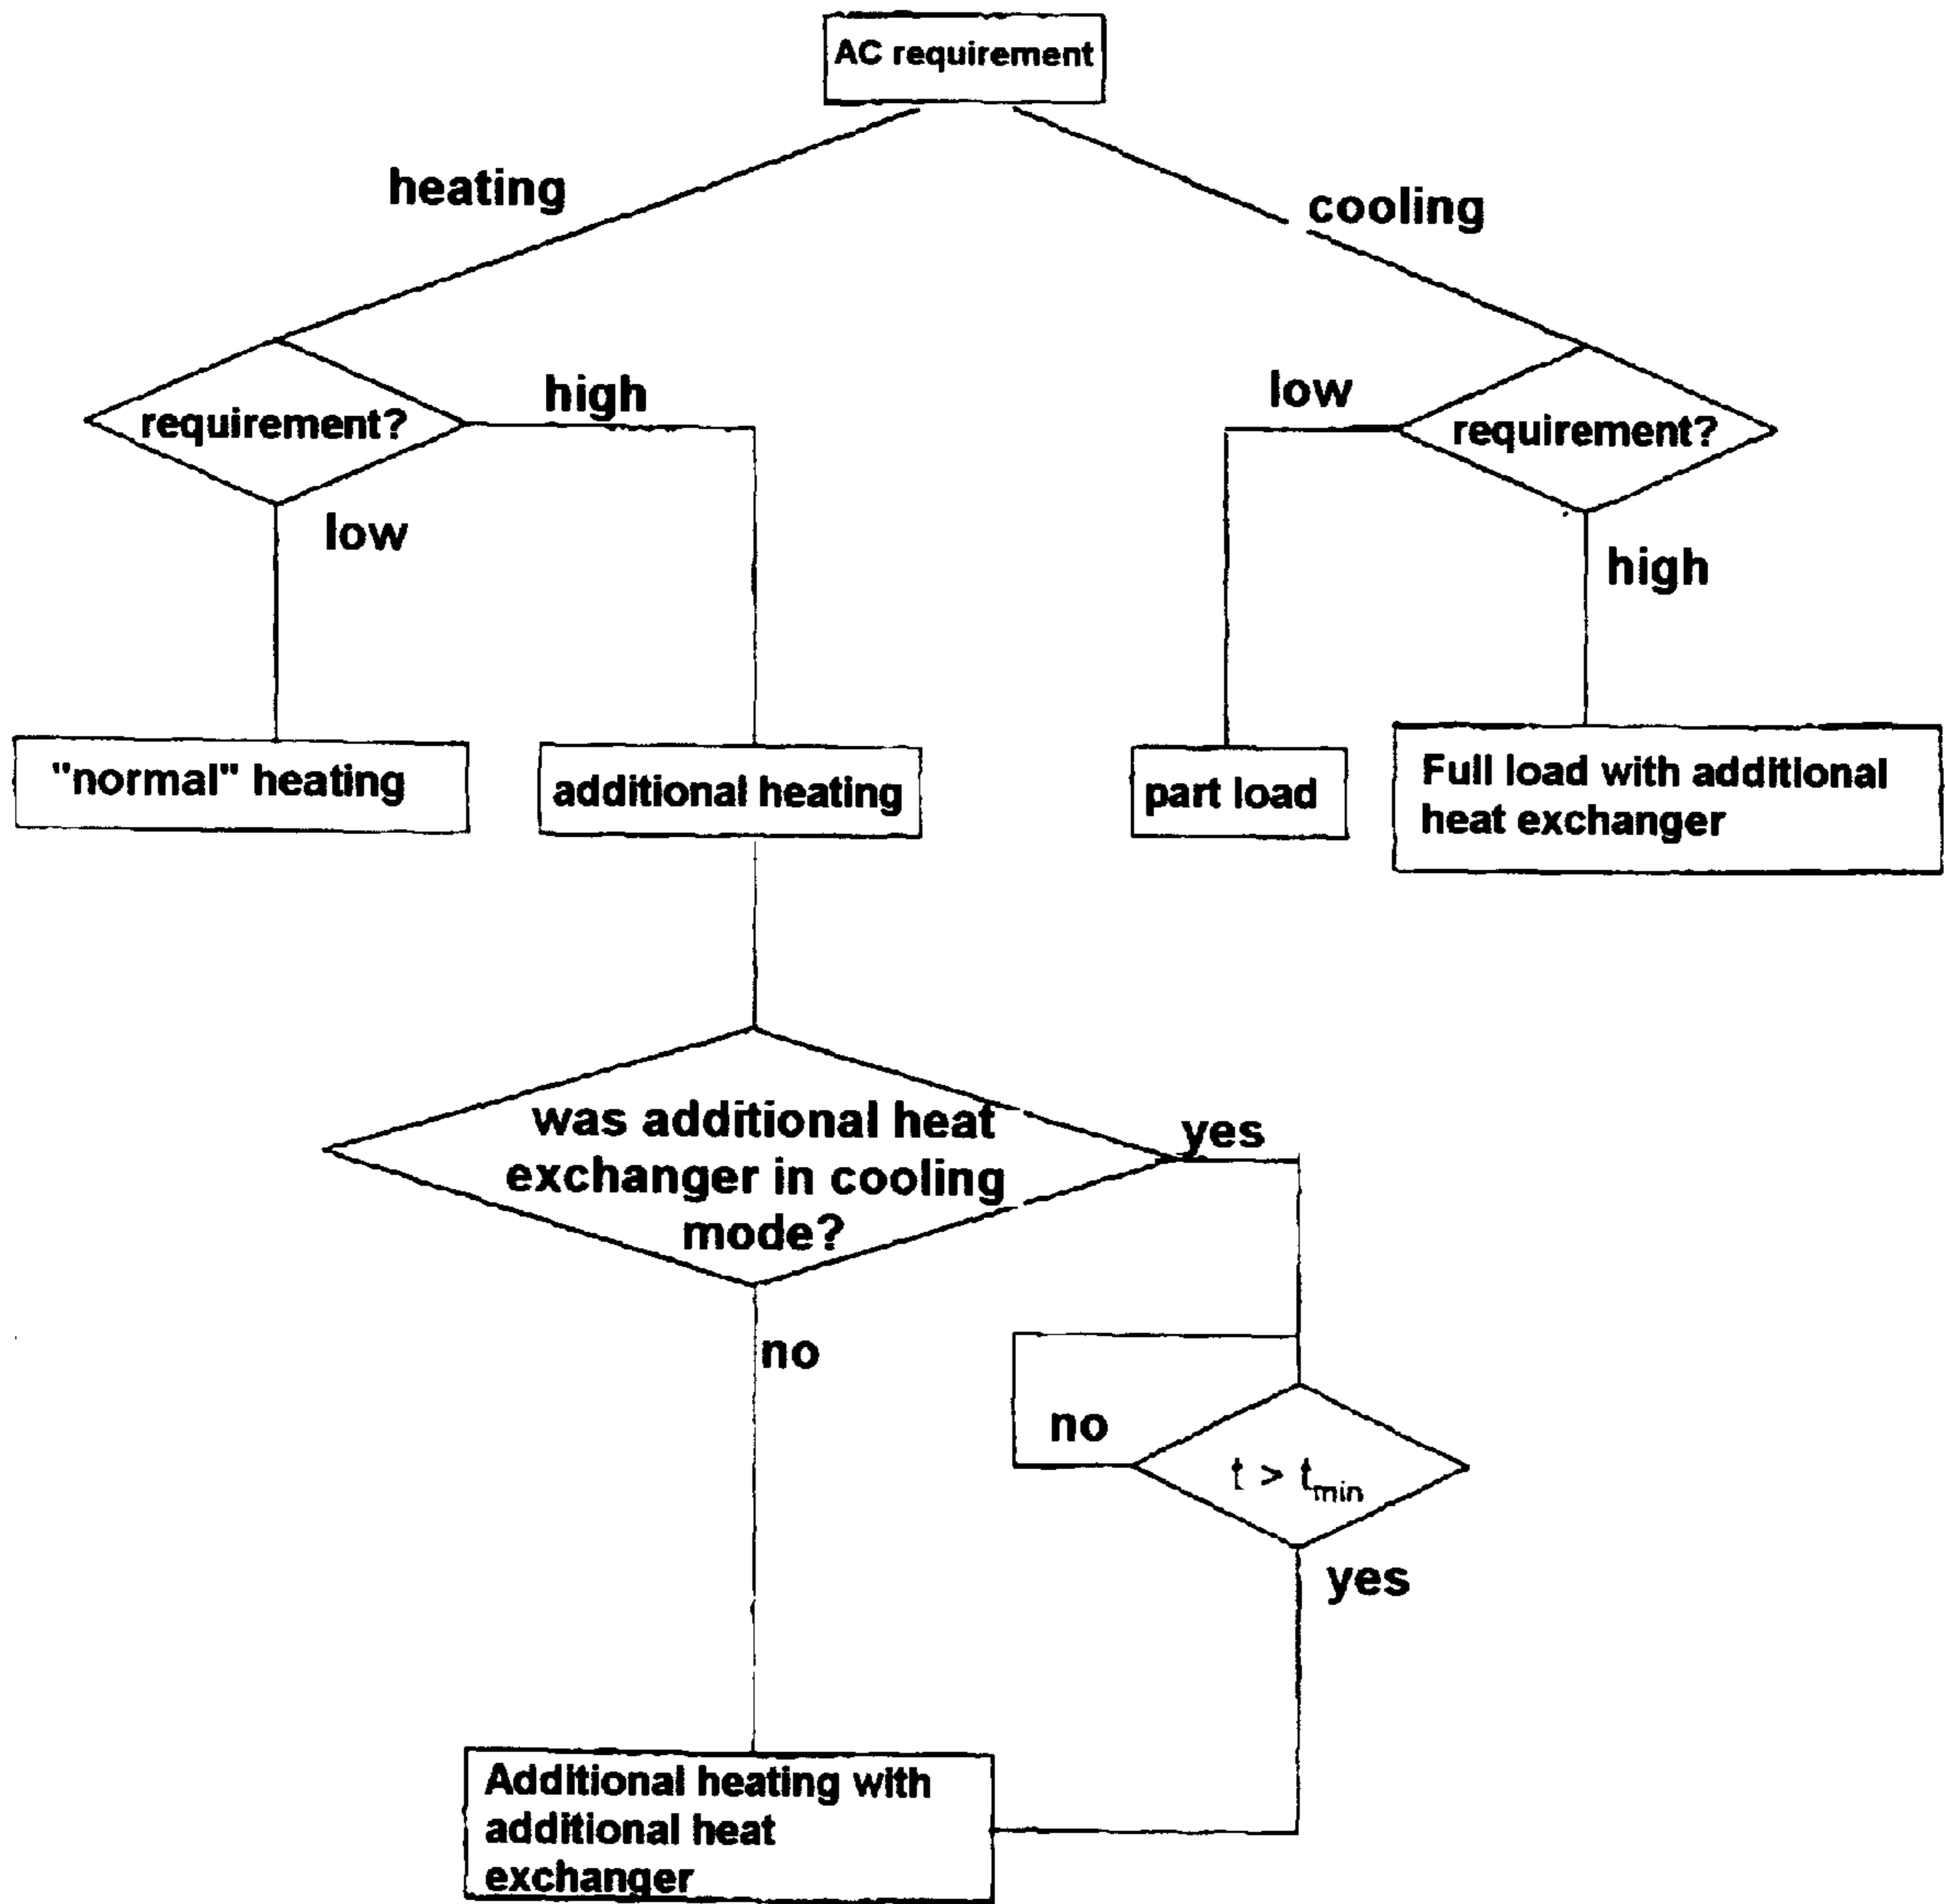 AC requirement
heating
cooling
requirement?
high
low
low
requirement?
high
"normal" heating
additional heating
part load
Full load with additional
heat exchanger
was additional heat
exchanger in cooling
mode?
yes
no
no
t > tmin
yes
Additional heating with
additional heat
exchanger